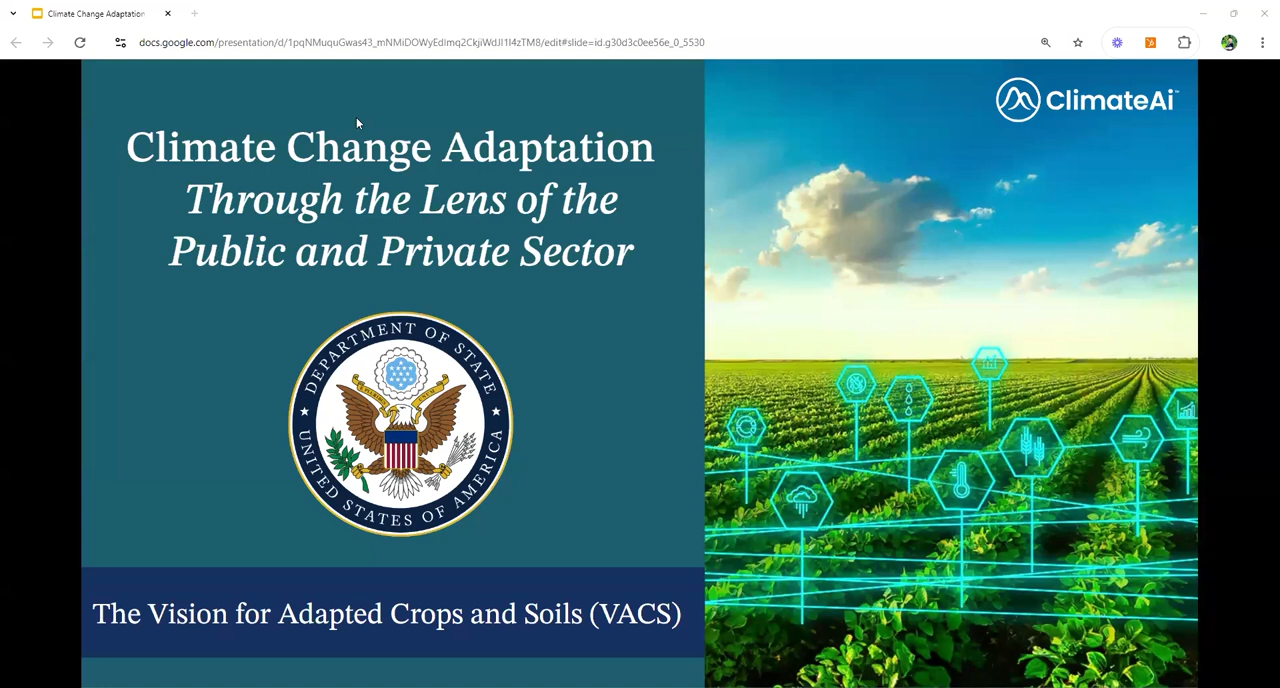 Climate Change Adaptation
docs.google.com/presentation/d/1pqNMuquGwas43_mNMiDOWyEdImq2CkjiWdJI1I4zTM8/edit#slide=id.g30d3c0ee56e_0_5530
ClimateAi™
Climate Change Adaptation
Through the Lens of the
Public and Private Sector
DEPARTMENT OF STATE
UNITED STATES OF AMERICA
The Vision for Adapted Crops and Soils (VACS)